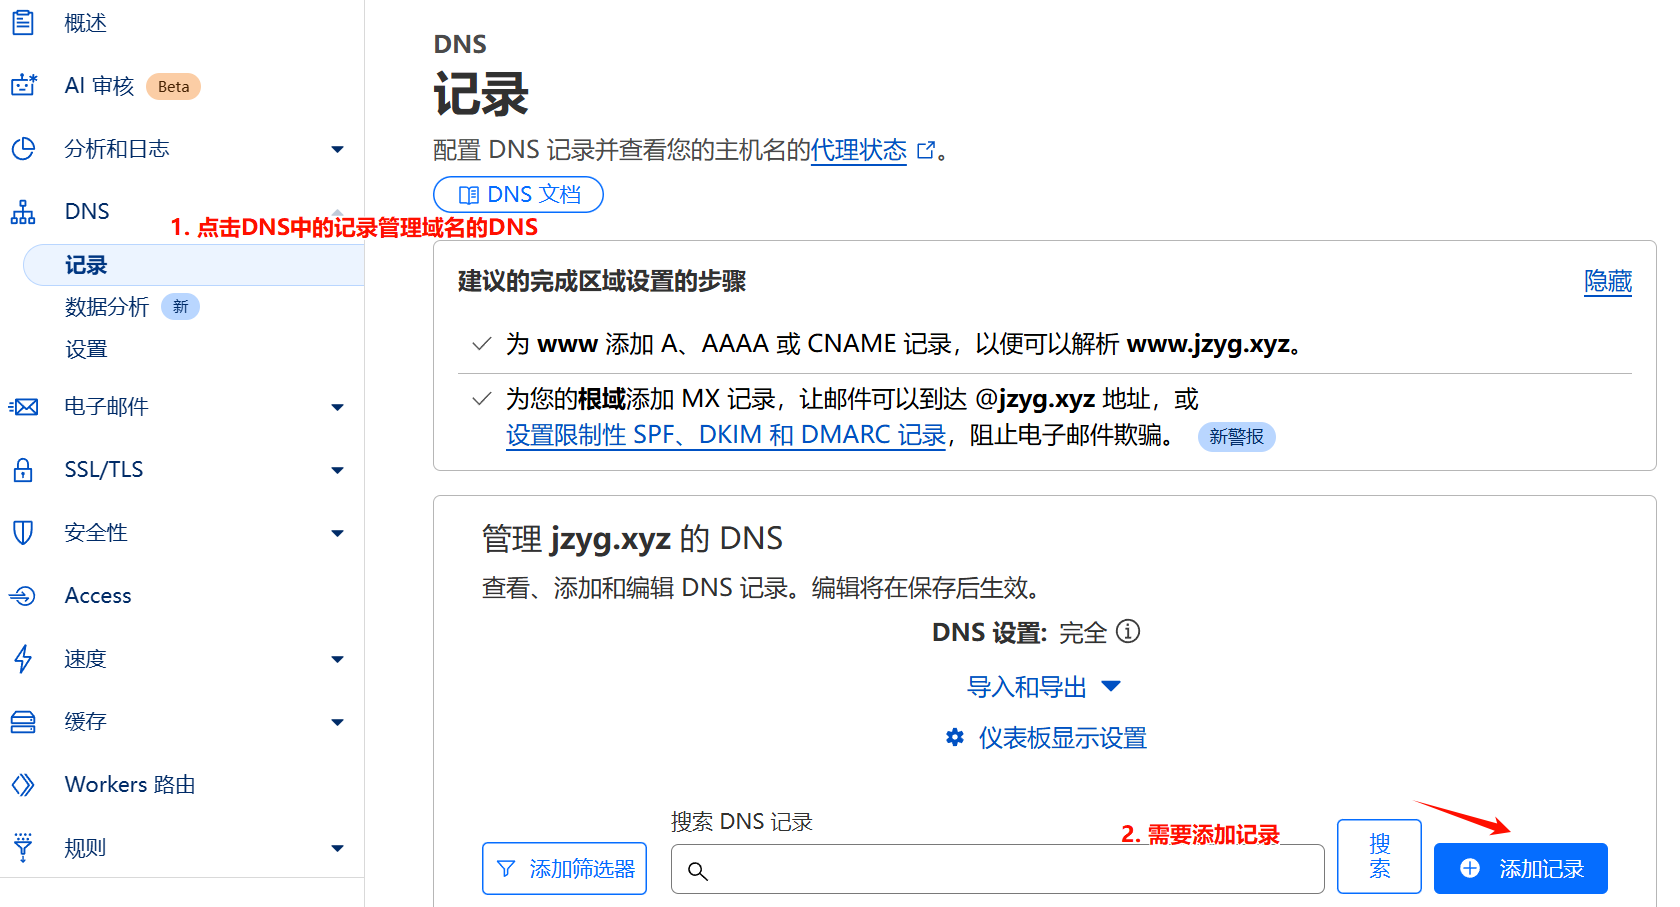 概述
AI 审核 Beta
分析和日志
DNS
记录
数据分析 新
设置
电子邮件
SSL/TLS
安全性
Access
速度
缓存
Workers 路由
规则
DNS
记录
配置 DNS 记录并查看您的主机名的代理状态。
DNS 文档
1. 点击DNS中的记录管理域名的DNS
建议的完成区域设置的步骤
隐藏
为 www 添加 A、AAAA 或 CNAME 记录，以便可以解析 www.jzyg.xyz。
为您的根域添加 MX 记录，让邮件可以到达 @jzyg.xyz 地址，或
设置限制性 SPF、DKIM 和 DMARC 记录，阻止电子邮件欺骗。 新警报
管理 jzyg.xyz 的 DNS
查看、添加和编辑 DNS 记录。编辑将在保存后生效。
DNS 设置: 完全
导入和导出
仪表板显示设置
搜索 DNS 记录
2. 需要添加记录
添加筛选器
搜
索
添加记录